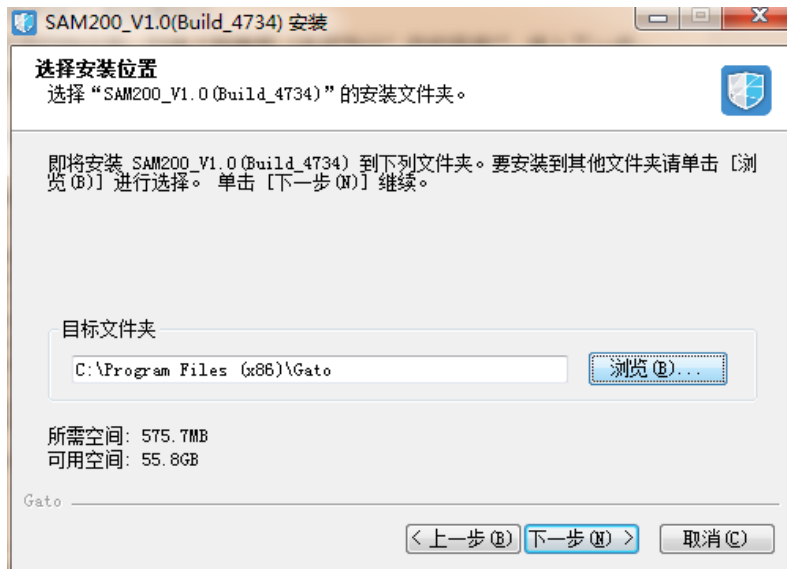 SAM200_V1.0(Build_4734) 安装
选择安装位置
选择“SAM200_V1.0(Build_4734)”的安装文件夹。
即将安装 SAM200_V1.0(Build_4734) 到下列文件夹。要安装到其他文件夹请单击 [浏
览(B)] 进行选择。 单击 [下一步(N)] 继续。
目标文件夹
C:\Program Files (x86)\Gato
浏览(B)...
所需空间: 575.7MB
可用空间: 55.8GB
Gato
< 上一步(B) 下一步(N) > 取消(C)